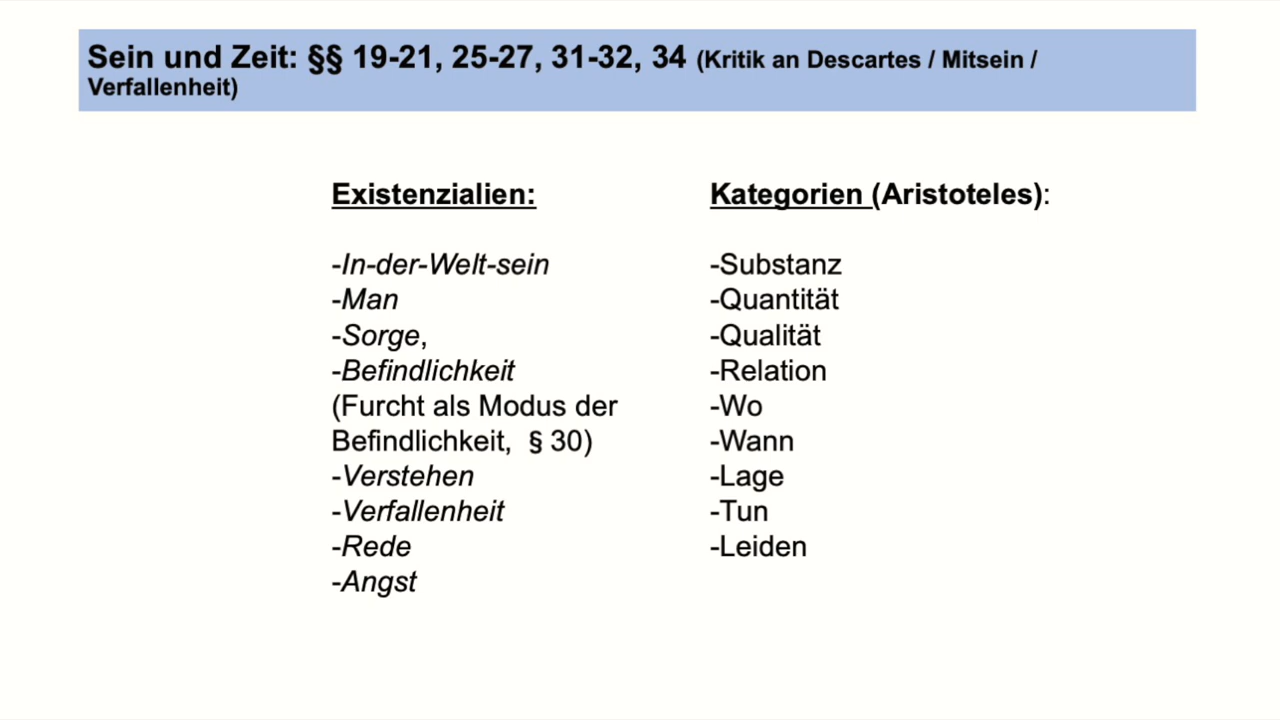 Sein und Zeit: §§ 19-21, 25-27, 31-32, 34 (Kritik an Descartes / Mitsein /
Verfallenheit)
Existenzialien:
-In-der-Welt-sein
-Man
-Sorge,
-Befindlichkeit
(Furcht als Modus der
Befindlichkeit, § 30)
-Verstehen
-Verfallenheit
-Rede
-Angst
Kategorien (Aristoteles):
-Substanz
-Quantität
-Qualität
-Relation
-Wo
-Wann
-Lage
-Tun
-Leiden